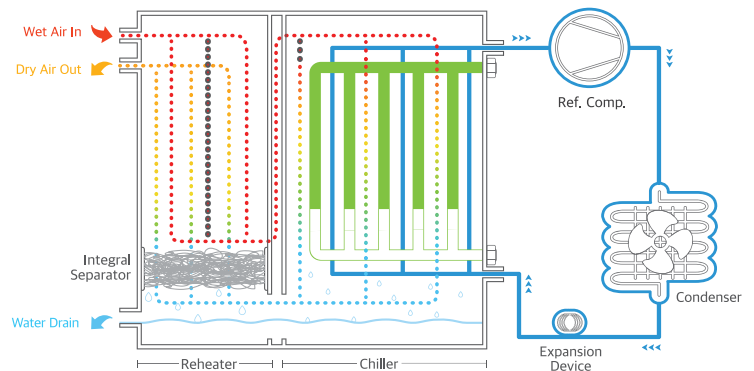 Wet Air In
Dry Air Out
Ref. Comp.
Integral
Separator
Condenser
Water Drain
Expansion
Device
Reheater
Chiller